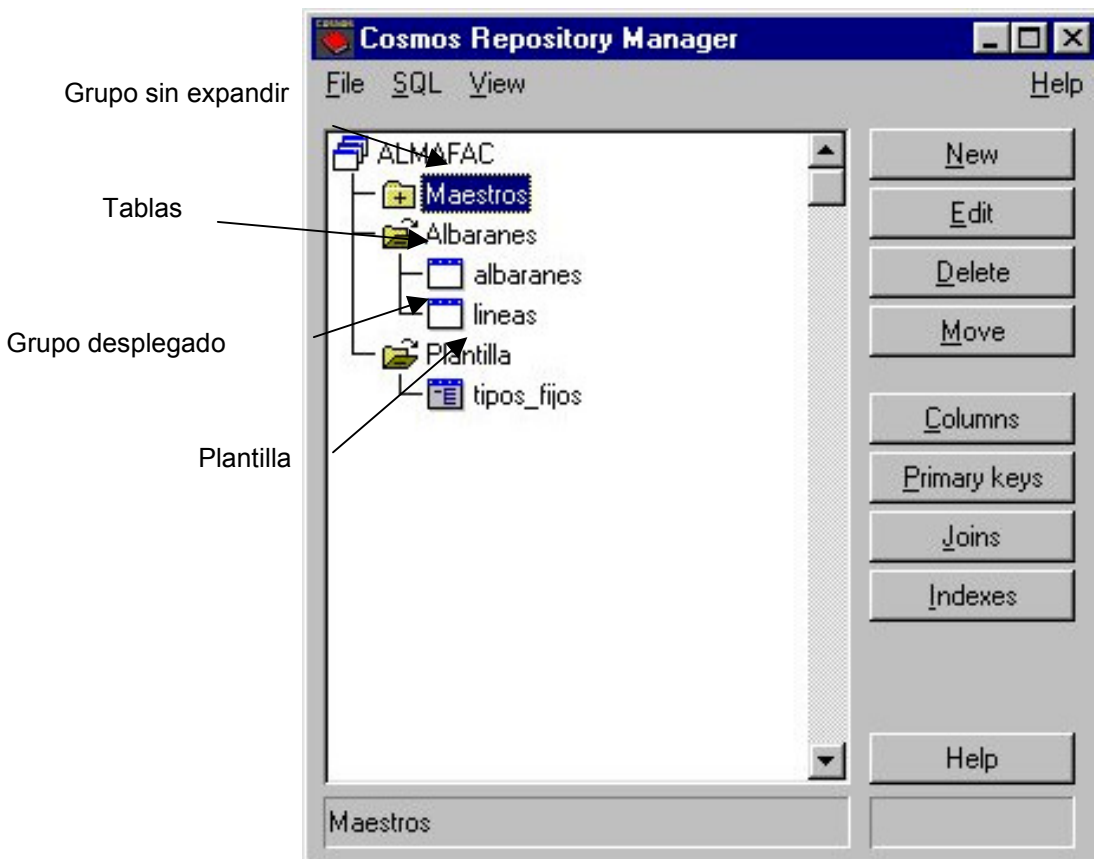 Cosmos Repository Manager
File SQL View Help
Grupo sin expandir
ALMAFAC
New
Maestros
Tablas
Edit
Albaranes
albaranes
Delete
lineas
Move
Grupo desplegado
Plantilla
tipos_fijos
Columns
Plantilla
Primary keys
Joins
Indexes
Help
Maestros